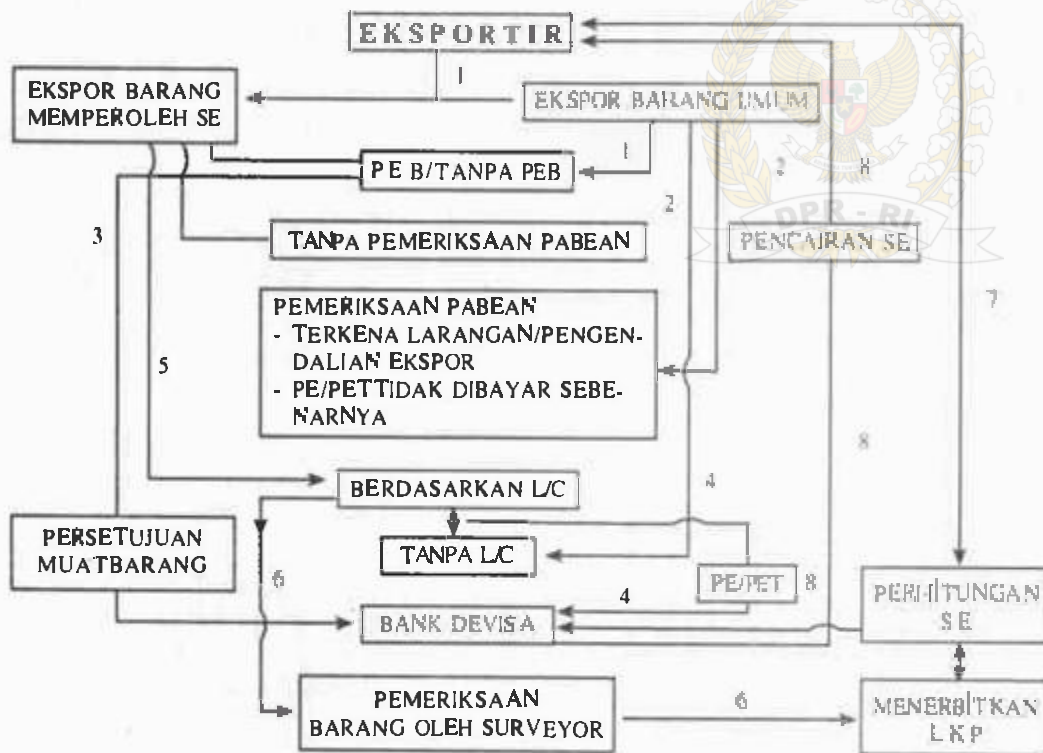 EKSPORTIR
1
EKSPOR BARANG
MEMPEROLEH SE
EKSPOR BARANG UMUM
1
P E B/TANPA PEB
2
2
8
DPR - RI
3
TANPA PEMERIKSAAN PABEAN
PENCAIRAN SE
7
PEMERIKSAAN PABEAN
- TERKENA LARANGAN/PENGEN-
DALIAN EKSPOR
- PE/PETTIDAK DIBAYAR SEBE-
NARNYA
5
8
4
BERDASARKAN L/C
PERSETUJUAN
MUATBARANG
TANPA L/C
6
PE/PET
8
4
PERHITUNGAN
SE
BANK DEVISA
PEMERIKSAAN
BARANG OLEH SURVEYOR
6
MENERBITKAN
LKP